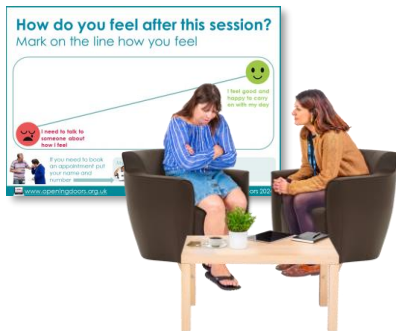 How do you feel after this session?
Mark on the line how you feel
I feel good and
happy to carry
on with my day
I need to talk to
someone about
how I feel
If you need to book
an appointment put
your name and
number
www.openingdoors.org.uk